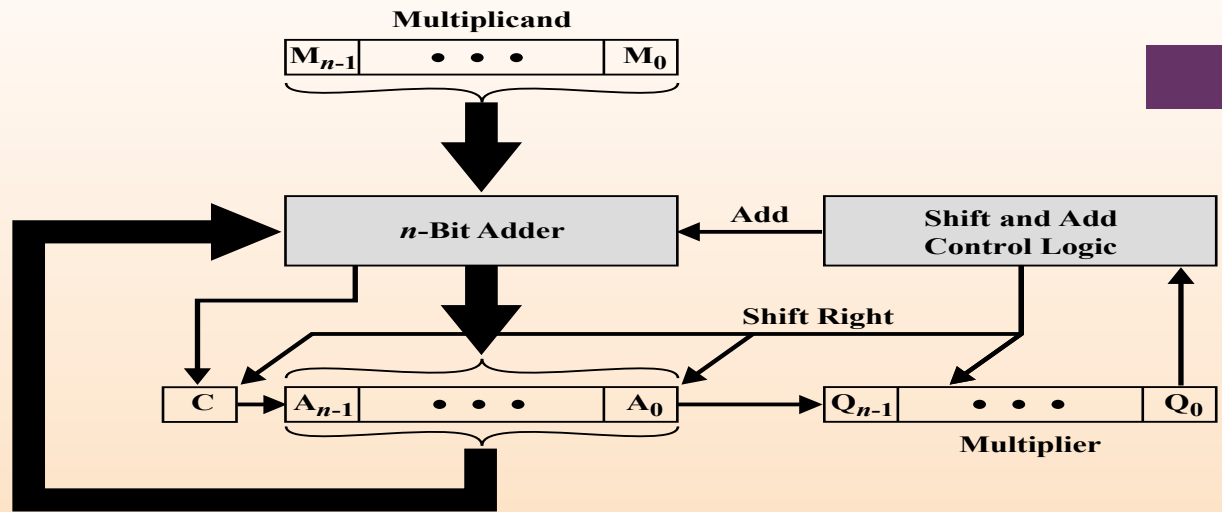 Multiplicand
Mn-1 • • • M0
n-Bit Adder
Add
Shift and Add
Control Logic
Shift Right
C
An-1 • • • A0
Qn-1 • • • Q0
Multiplier